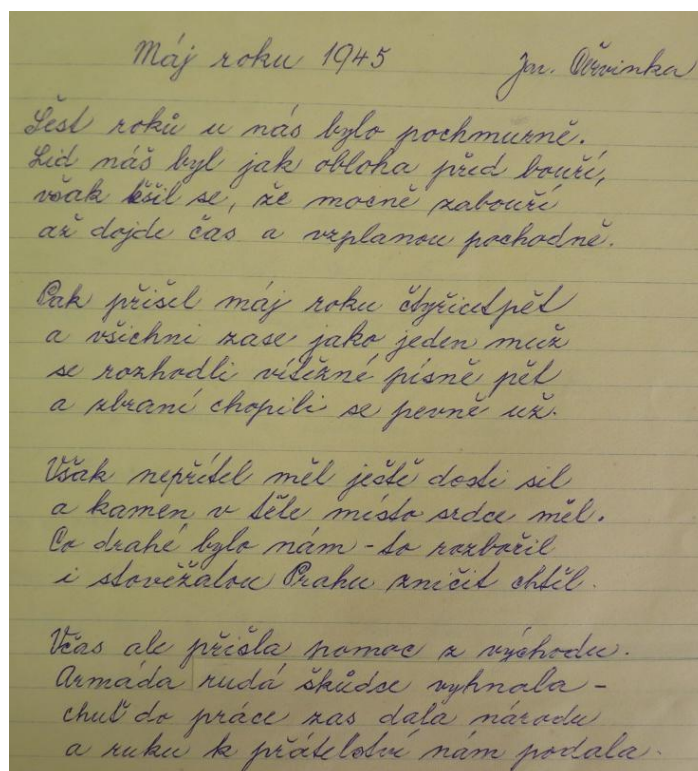 Máj roku 1945 Jar. Červinka
Šest roků u nás bylo pochmurně.
Lid náš byl jak obloha před bouří,
však těšil se, že mocně zabouří
až dojde čas a vzplanou pochodně.
Pak přišel máj roku čtyřicetpět
a všichni zase jako jeden muž
se rozhodli vítězné písně pět
a zbraní chopili se pevně už.
Však nepřítel měl ještě dosti sil
a kamen v těle místo srdce měl.
Co drahé bylo nám - to rozbořil
i stověžatou Prahu zničit chtěl.
Včas ale přišla pomoc z východu.
Armáda rudá škůdce vyhnala -
chuť do práce zas dala národu
a ruku k přátelství nám podala.